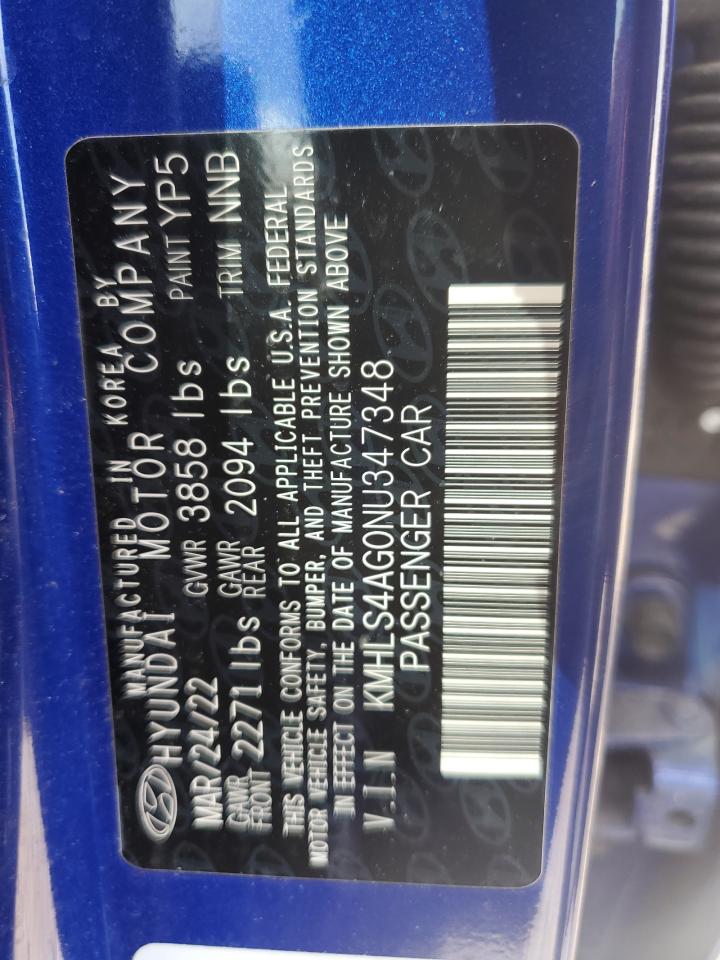 MANUFACTURED IN KOREA BY
HYUNDAI MOTOR COMPANY
MAR/24/22 GVWR 3858 lbs PAINT YP5
GAWR FRONT 2271 lbs GAWR REAR 2094 lbs TRIM NNB
THIS VEHICLE CONFORMS TO ALL APPLICABLE U.S.A. FEDERAL
MOTOR VEHICLE SAFETY, BUMPER, AND THEFT PREVENTION STANDARDS
IN EFFECT ON THE DATE OF MANUFACTURE SHOWN ABOVE
V.I.N KMHLS4AG0NU347348
PASSENGER CAR